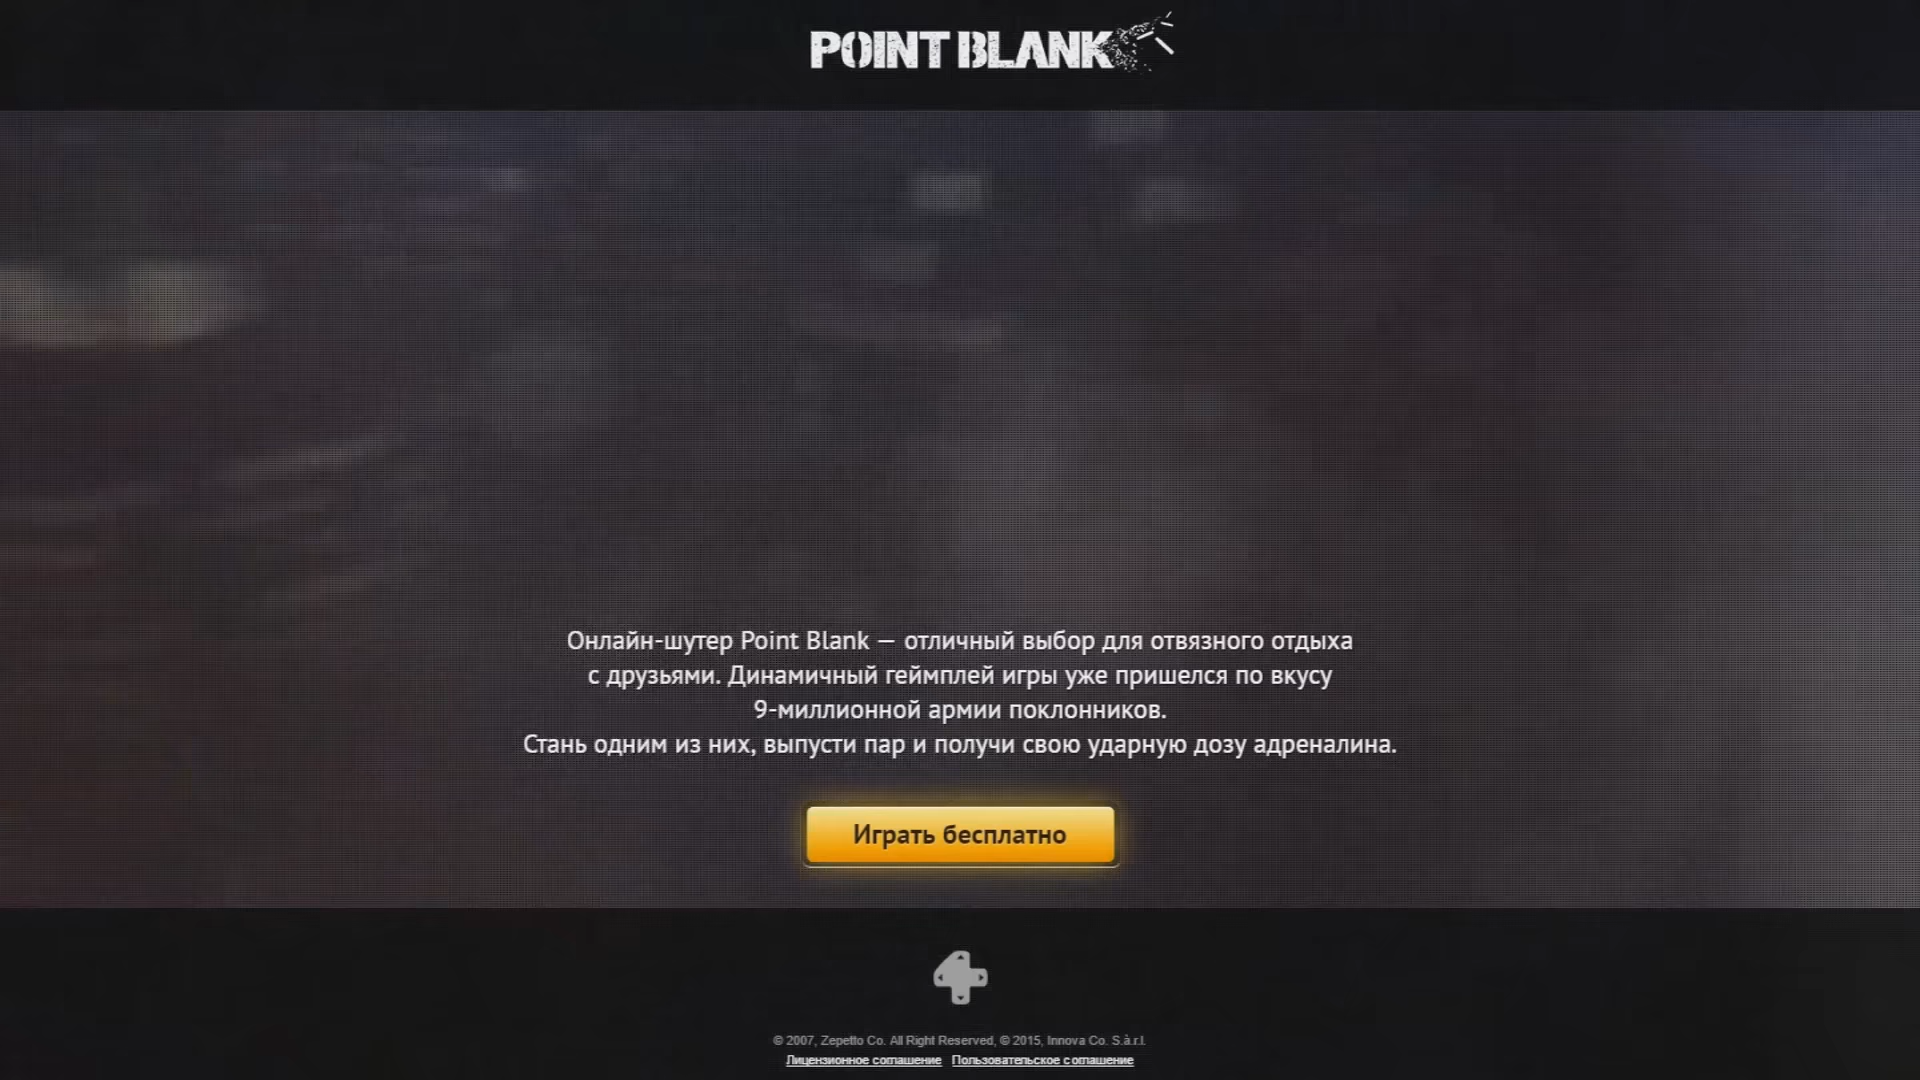 POINT BLANK
Онлайн-шутер Point Blank — отличный выбор для отвязного отдыха
с друзьями. Динамичный геймплей игры уже пришелся по вкусу
9-миллионной армии поклонников.
Стань одним из них, выпусти пар и получи свою ударную дозу адреналина.
Играть бесплатно
© 2007, Zepetto Co. All Right Reserved, © 2015, Innova Co. S.à r.l.
Лицензионное соглашение Пользовательское соглашение